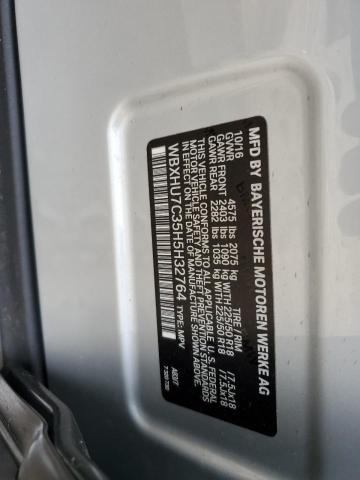 MFD BY BAYERISCHE MOTOREN WERKE AG
10/16 TIRE / RIM
GVWR 4575 lbs 2075 kg
GAWR FRONT 2403 lbs 1090 kg WITH 225/50 R18 /7.5Jx18
GAWR REAR 2282 lbs 1035 kg WITH 225/50 R18 /7.5Jx18
THIS VEHICLE CONFORMS TO ALL APPLICABLE U.S. FEDERAL
MOTOR VEHICLE SAFETY AND THEFT PREVENTION STANDARDS
IN EFFECT ON THE DATE OF MANUFACTURE SHOWN ABOVE.
WBXHU7C35H5H32764 TYPE: MPV